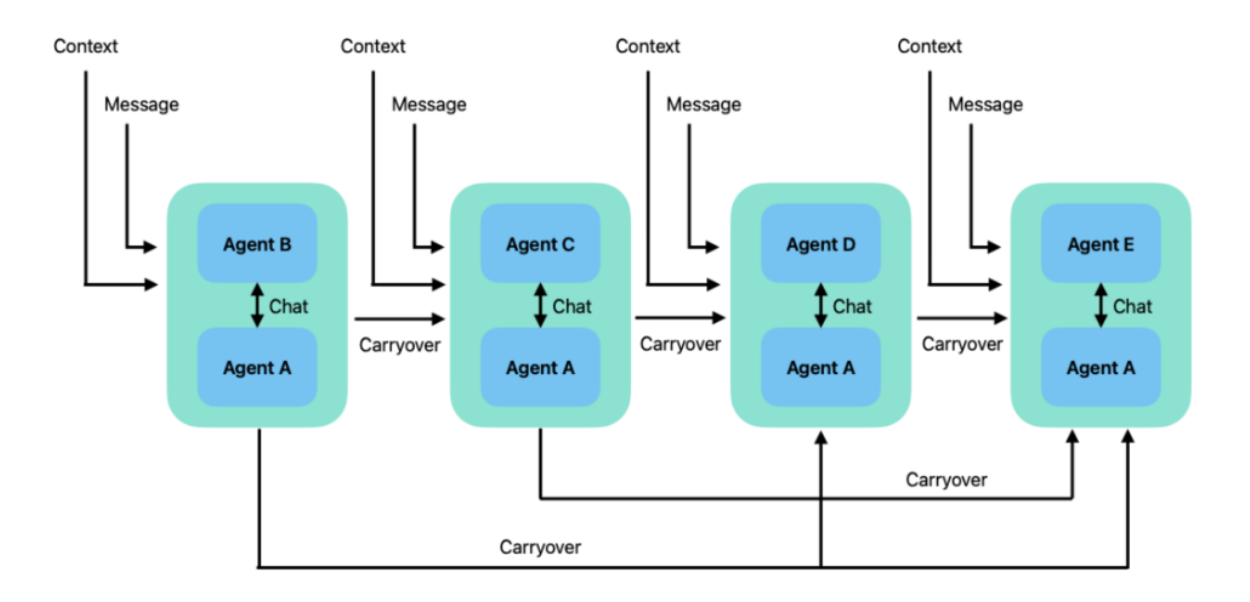 Context
Context
Context
Context
Message
Message
Message
Message
Agent B
Agent C
Agent D
Agent E
Chat
Chat
Chat
Chat
Carryover
Carryover
Carryover
Agent A
Agent A
Agent A
Agent A
Carryover
Carryover